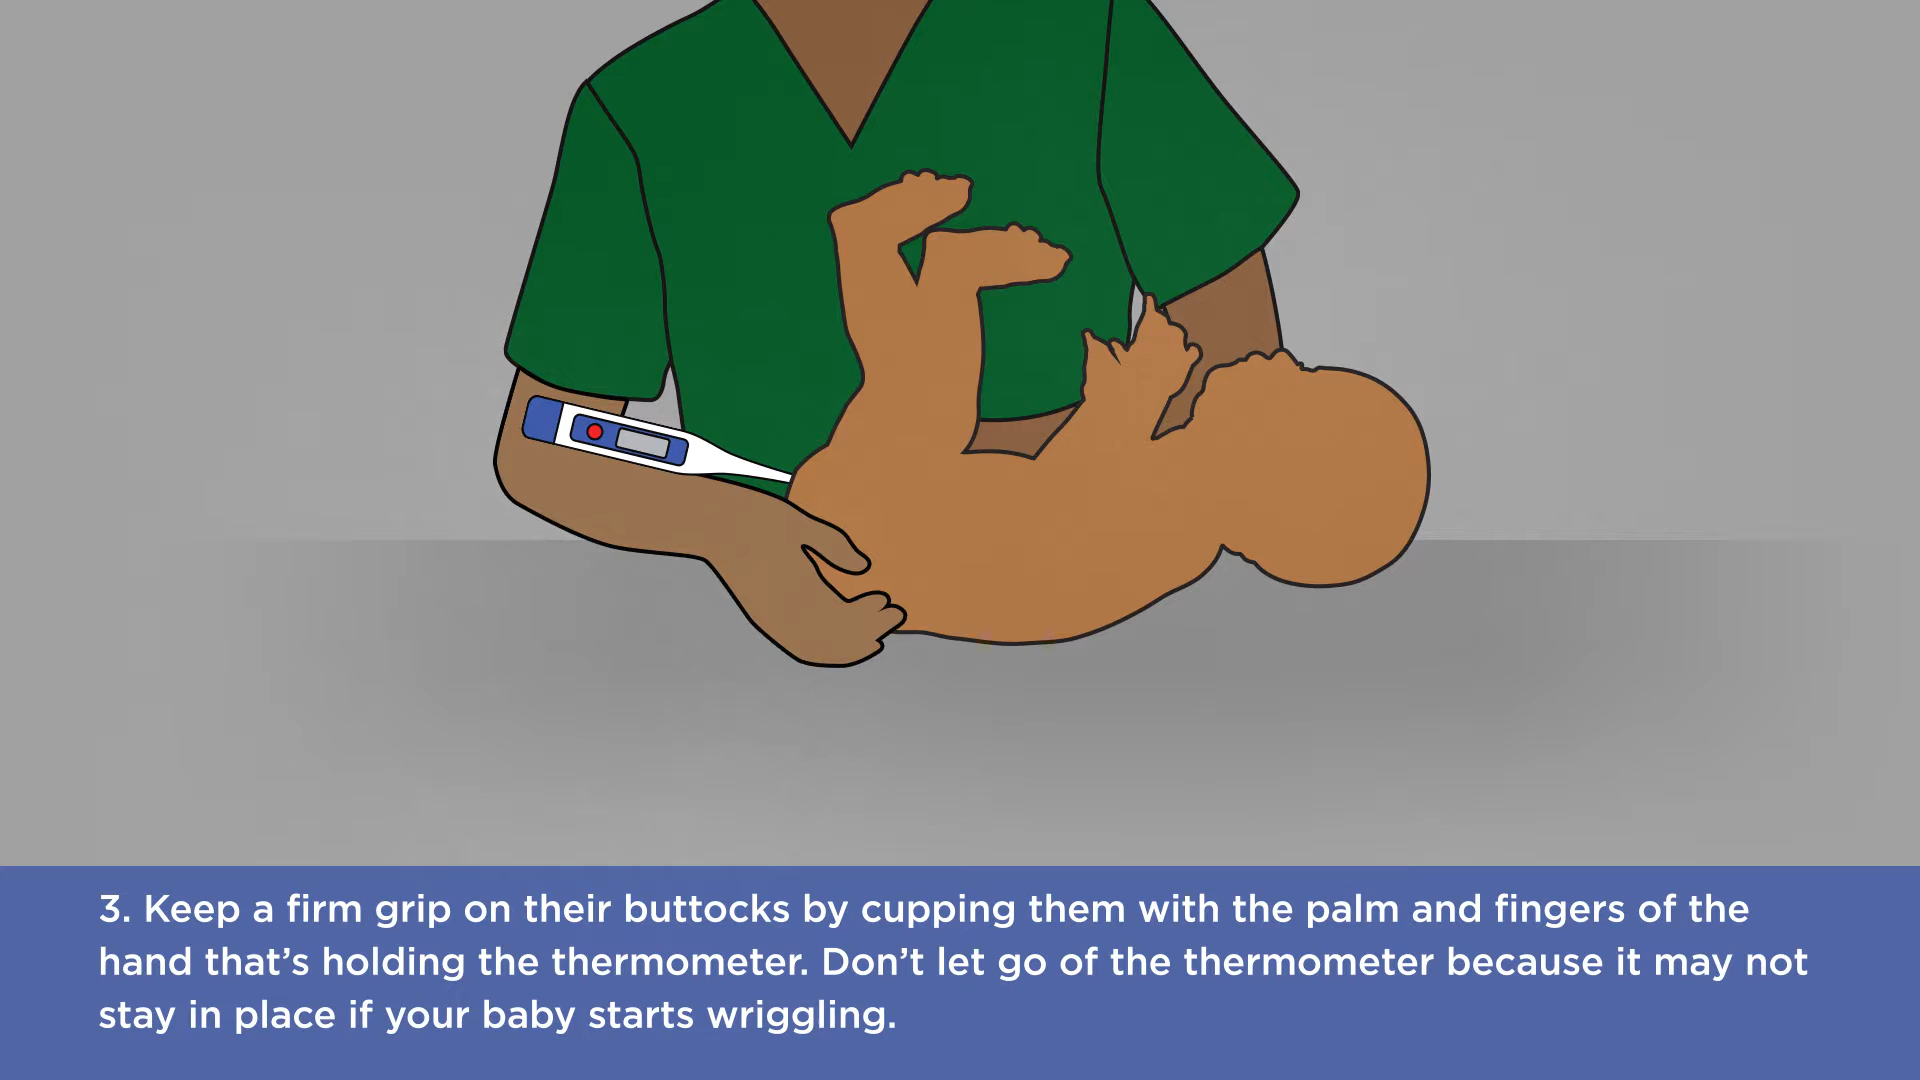 3. Keep a firm grip on their buttocks by cupping them with the palm and fingers of the
hand that’s holding the thermometer. Don’t let go of the thermometer because it may not
stay in place if your baby starts wriggling.